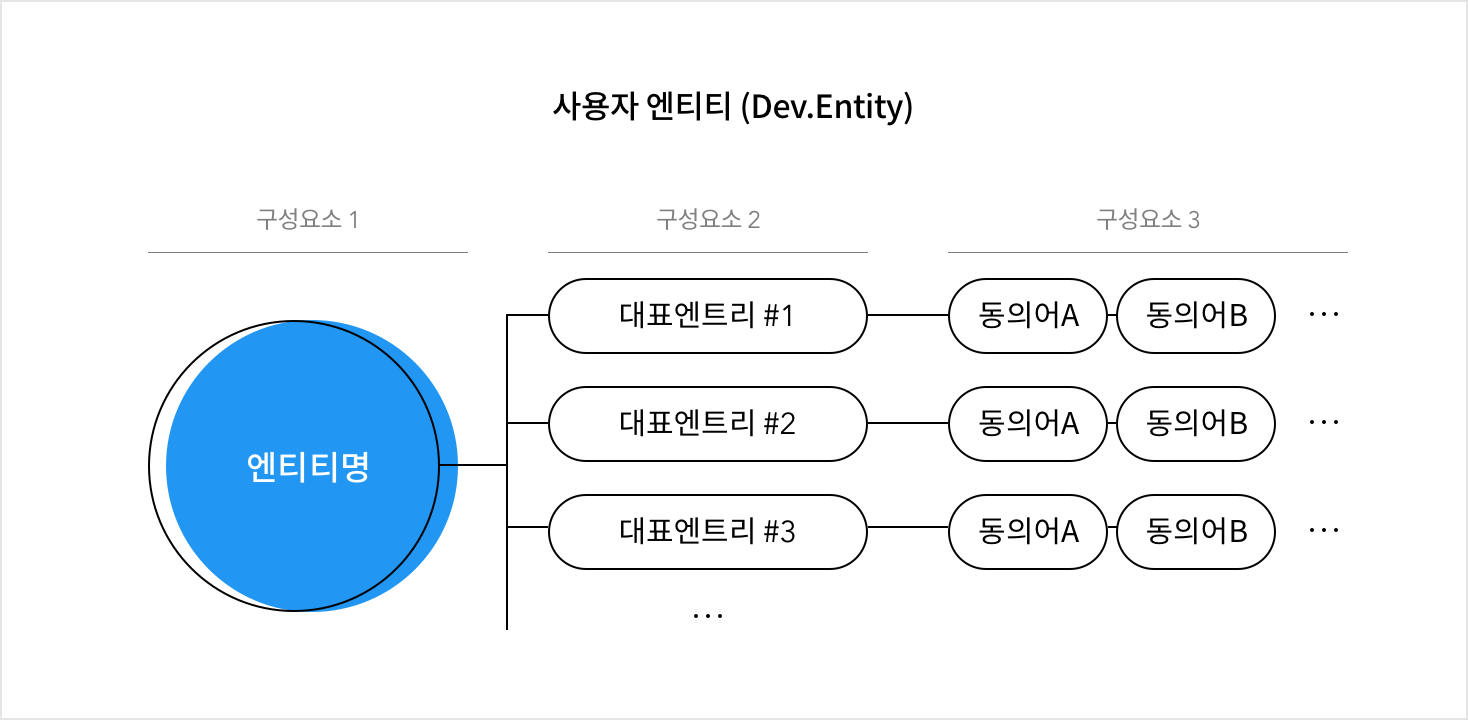 사용자 엔티티 (Dev.Entity)
구성요소 1
구성요소 2
구성요소 3
엔티티명
대표엔트리 #1
동의어A
동의어B
...
대표엔트리 #2
동의어A
동의어B
...
대표엔트리 #3
동의어A
동의어B
...
...